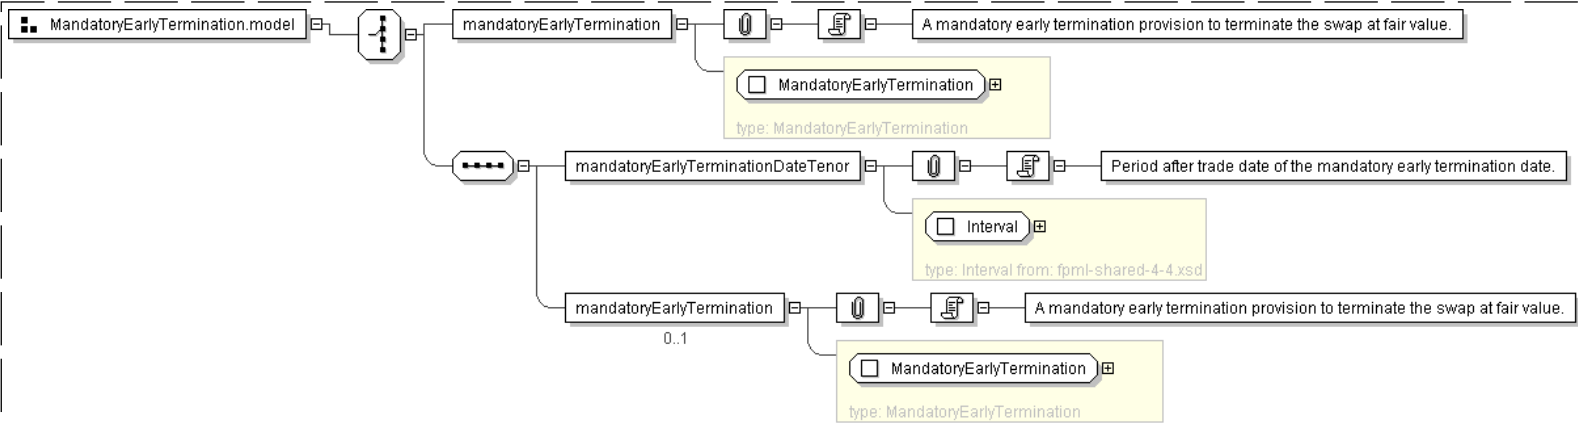 MandatoryEarlyTermination.model
mandatoryEarlyTermination
A mandatory early termination provision to terminate the swap at fair value.
MandatoryEarlyTermination
type: MandatoryEarlyTermination
mandatoryEarlyTerminationDateTenor
Period after trade date of the mandatory early termination date.
Interval
type: Interval from: fpml-shared-4-4.xsd
mandatoryEarlyTermination
A mandatory early termination provision to terminate the swap at fair value.
0..1
MandatoryEarlyTermination
type: MandatoryEarlyTermination